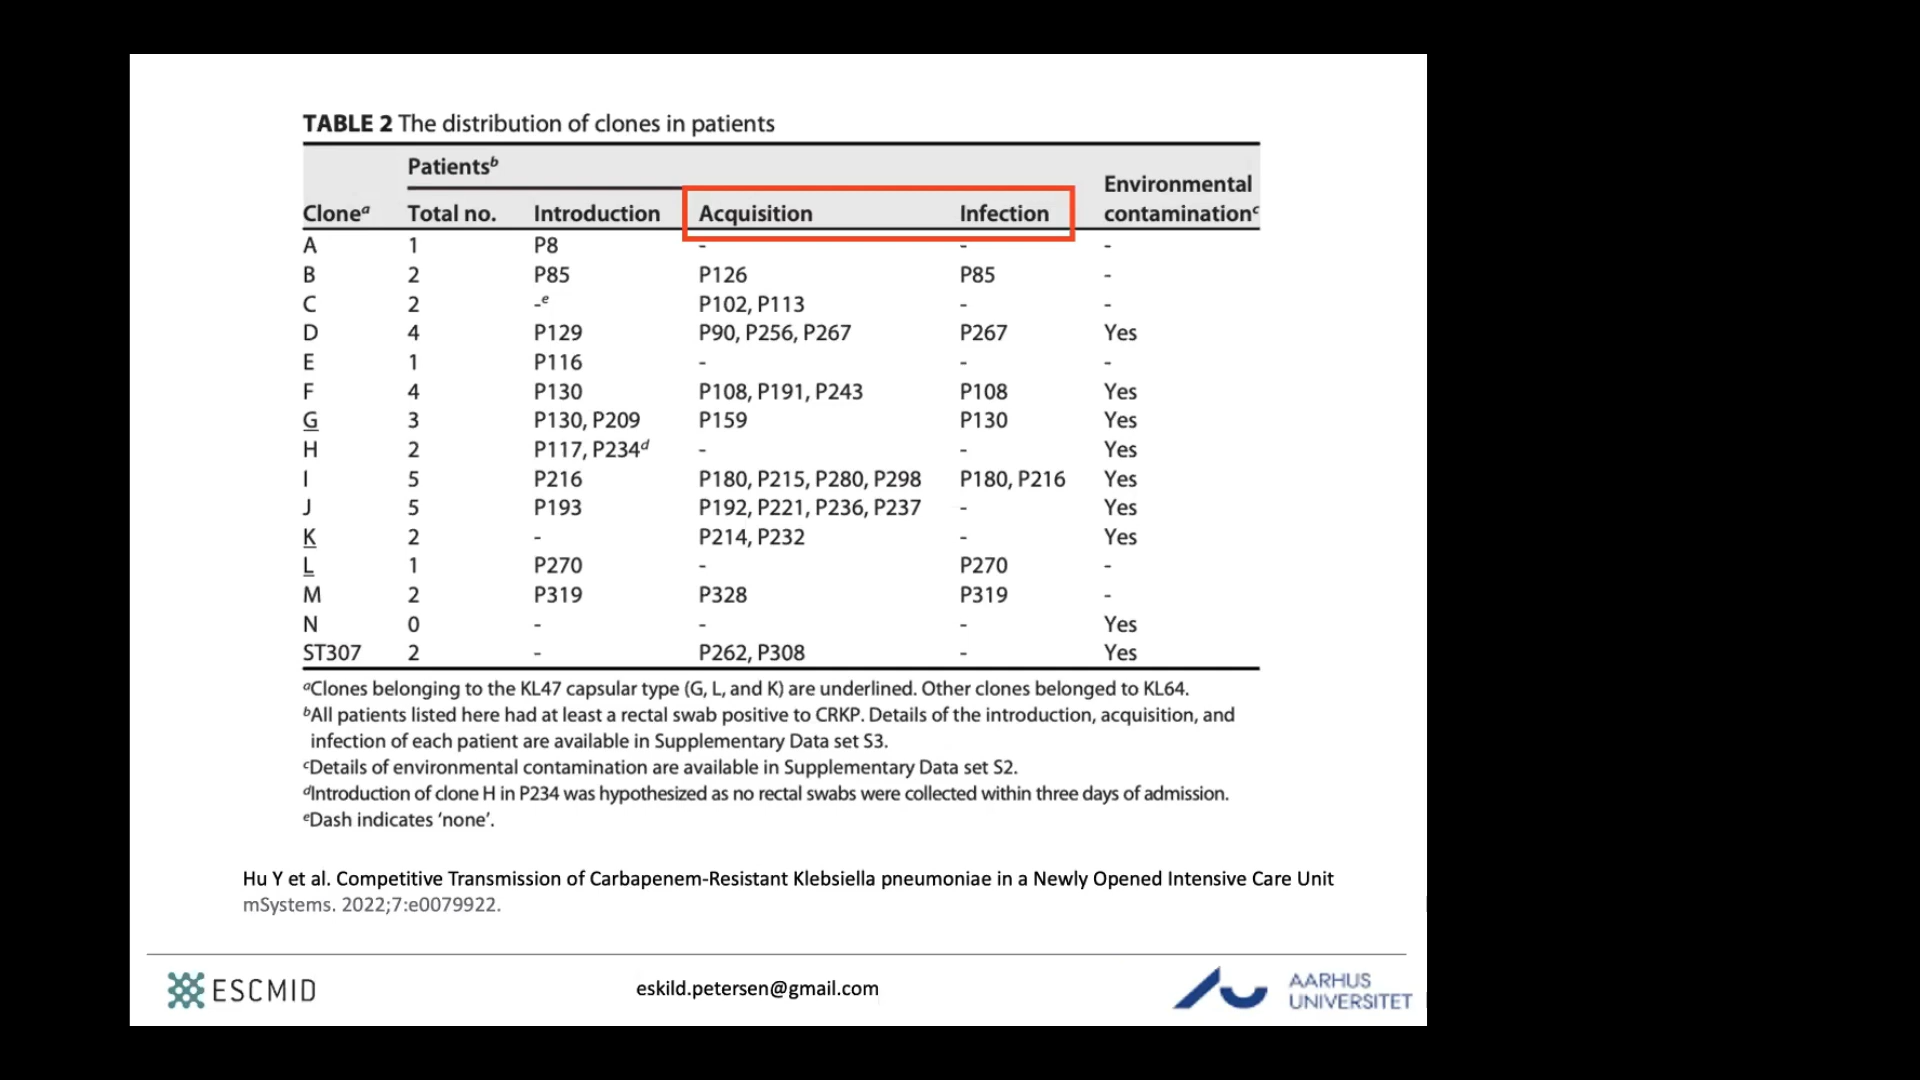 TABLE 2 The distribution of clones in patients
Patientsᵇ
Environmental
Cloneᵃ Total no. Introduction Acquisition Infection contaminationᶜ
A 1 P8 - - -
B 2 P85 P126 P85 -
C 2 -ᵉ P102, P113 - -
D 4 P129 P90, P256, P267 P267 Yes
E 1 P116 - - -
F 4 P130 P108, P191, P243 P108 Yes
G 3 P130, P209 P159 P130 Yes
H 2 P117, P234ᵈ - - Yes
I 5 P216 P180, P215, P280, P298 P180, P216 Yes
J 5 P193 P192, P221, P236, P237 - Yes
K 2 - P214, P232 - Yes
L 1 P270 - P270 -
M 2 P319 P328 P319 -
N 0 - - - Yes
ST307 2 - P262, P308 - Yes
ᵃClones belonging to the KL47 capsular type (G, L, and K) are underlined. Other clones belonged to KL64.
ᵇAll patients listed here had at least a rectal swab positive to CRKP. Details of the introduction, acquisition, and
infection of each patient are available in Supplementary Data set S3.
ᶜDetails of environmental contamination are available in Supplementary Data set S2.
ᵈIntroduction of clone H in P234 was hypothesized as no rectal swabs were collected within three days of admission.
ᵉDash indicates ‘none’.
Hu Y et al. Competitive Transmission of Carbapenem-Resistant Klebsiella pneumoniae in a Newly Opened Intensive Care Unit
mSystems. 2022;7:e0079922.
ESCMID
eskild.petersen@gmail.com
AARHUS
UNIVERSITET